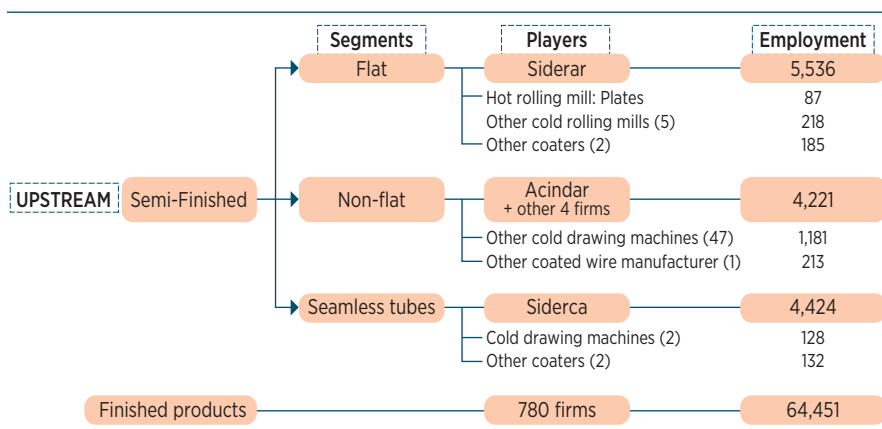 Segments Players Employment
Flat Siderar 5,536
Hot rolling mill: Plates 87
Other cold rolling mills (5) 218
Other coaters (2) 185
UPSTREAM Semi-Finished Non-flat Acindar
+ other 4 firms 4,221
Other cold drawing machines (47) 1,181
Other coated wire manufacturer (1) 213
Seamless tubes Siderca 4,424
Cold drawing machines (2) 128
Other coaters (2) 132
Finished products 780 firms 64,451